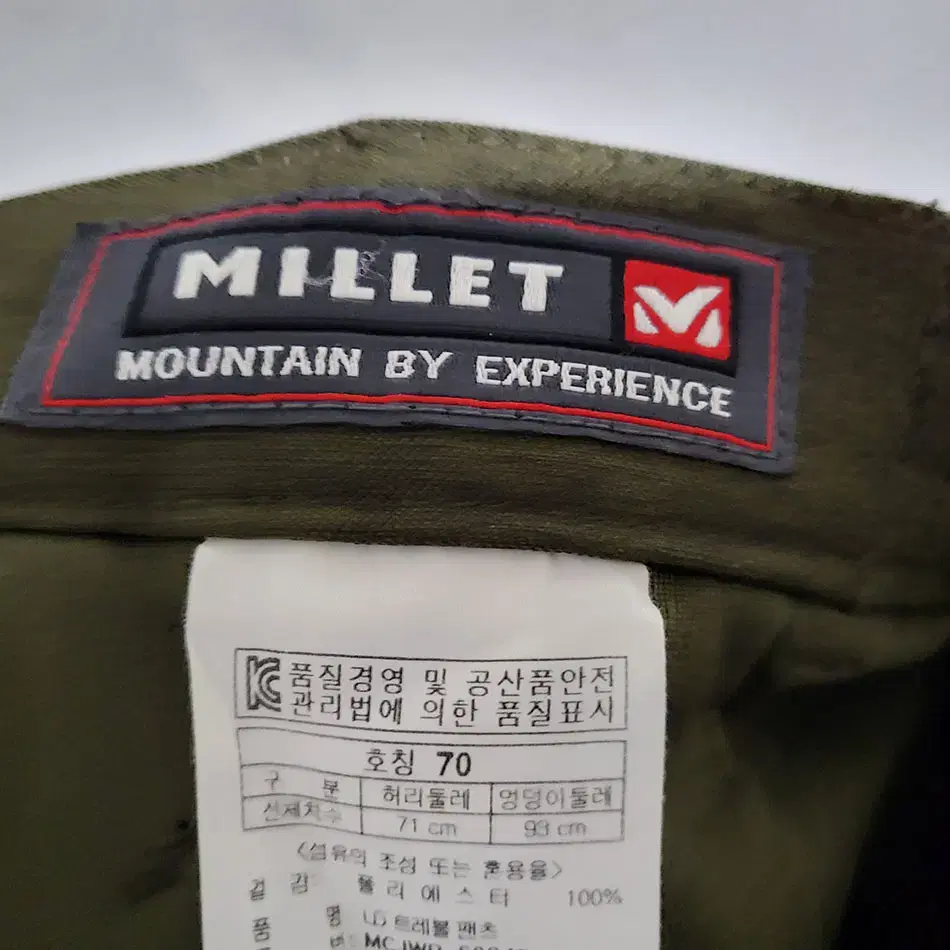 MILLET
MOUNTAIN BY EXPERIENCE
품질경영 및 공산품안전
관리법에 의한 품질표시
호칭 70
구 분 허리둘레 엉덩이둘레
신체치수 71 cm 93 cm
〈섬유의 조성 또는 혼용율〉
겉 감 폴 리 에 스 터 100%
품 명 트레블 팬츠